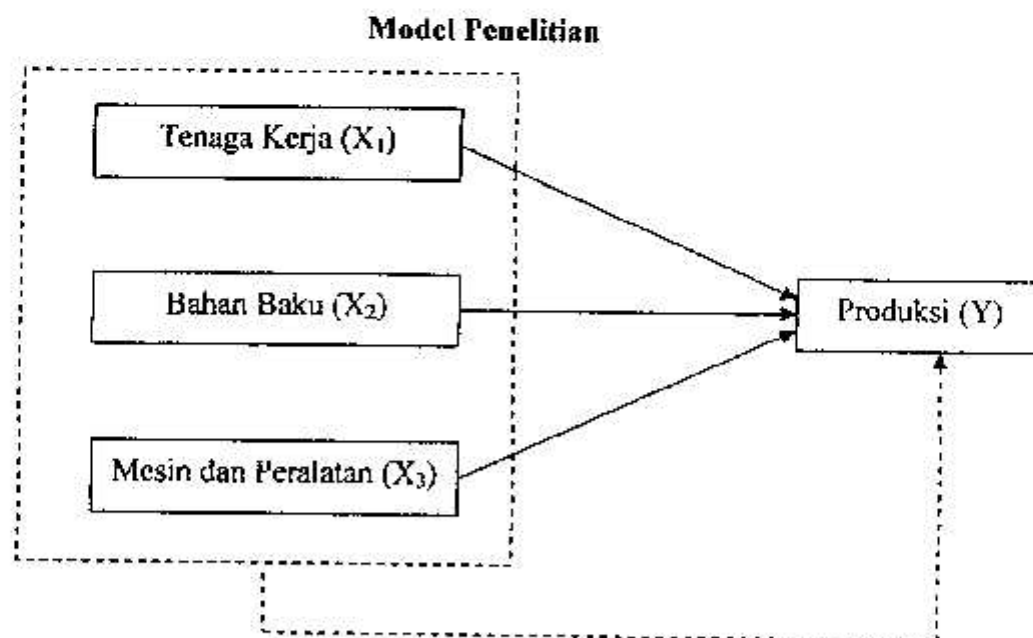 Model Penelitian
Tenaga Kerja (X₁)
Bahan Baku (X₂)
Produksi (Y)
Mesin dan Peralatan (X₃)